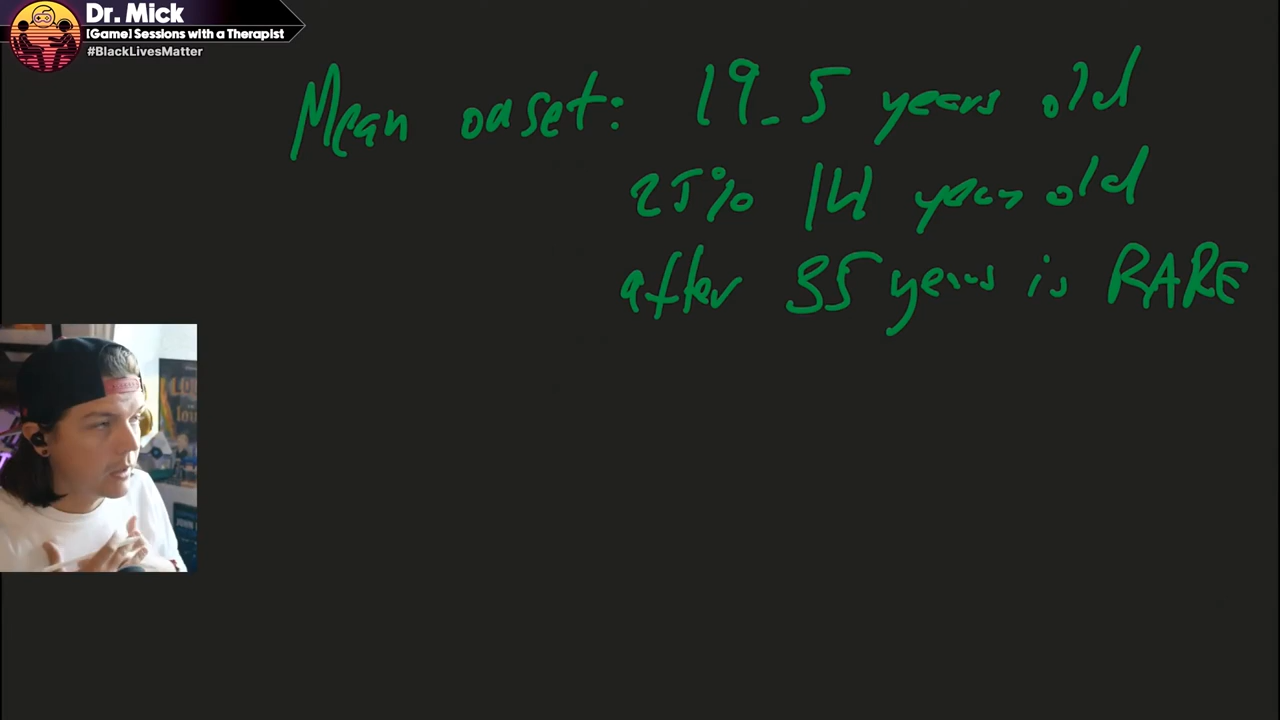 Dr. Mick
[Game] Sessions with a Therapist
#BlackLivesMatter
Mean onset: 19.5 years old
25% 14 years old
after 35 years is RARE